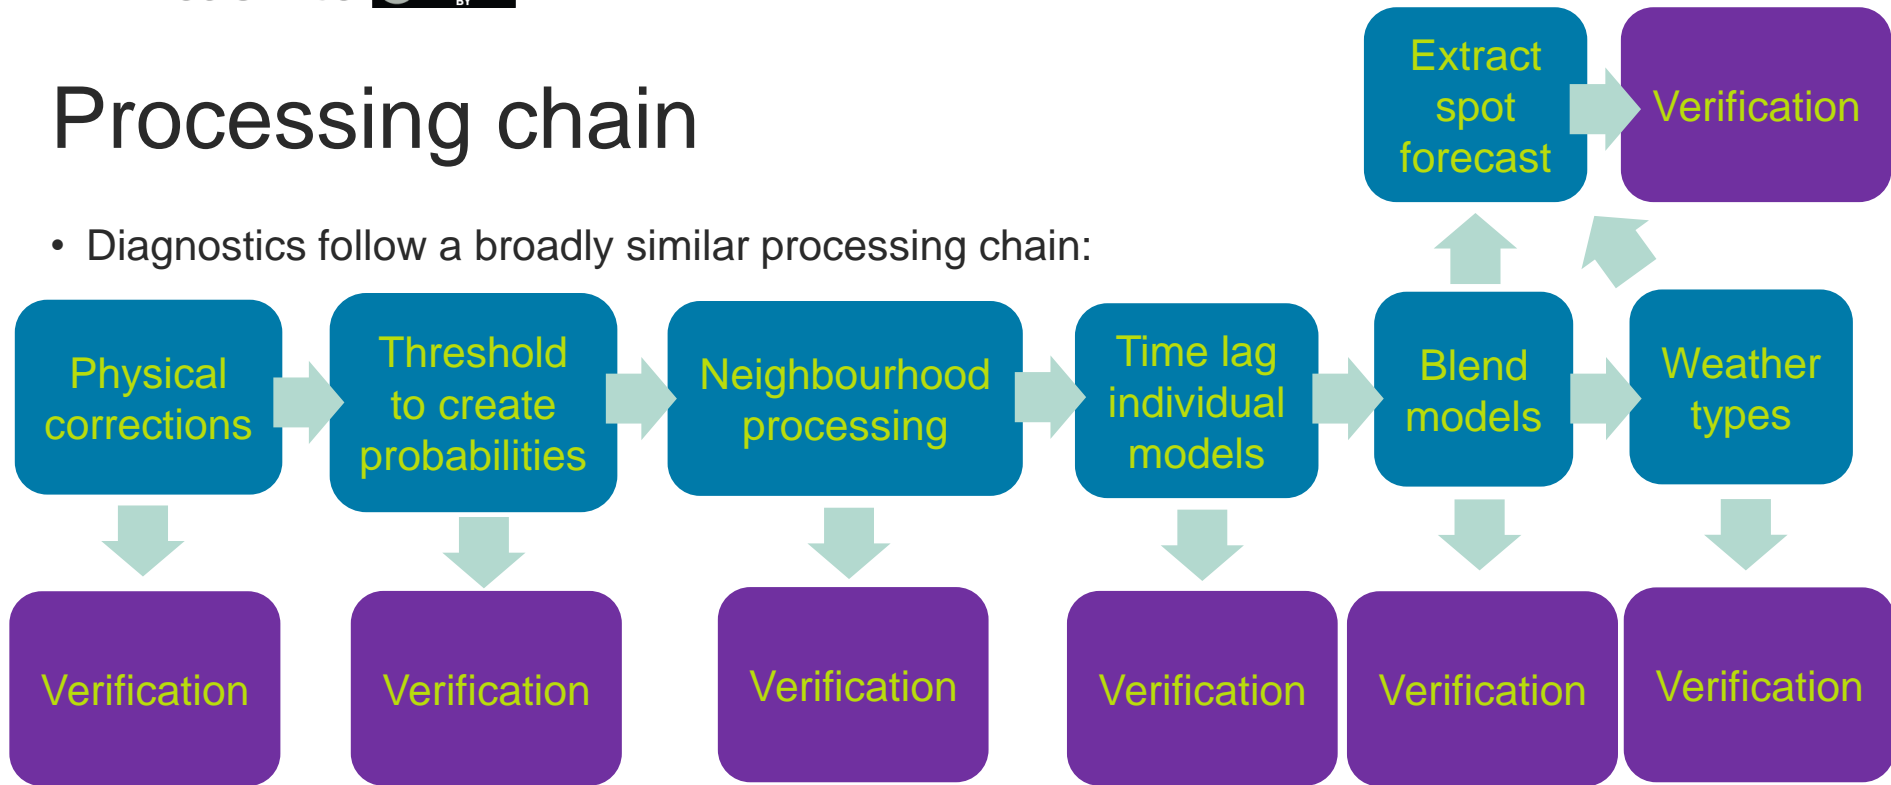 BY
Processing chain
• Diagnostics follow a broadly similar processing chain:
Extract
spot
forecast
Verification
Physical
corrections
Threshold
to create
probabilities
Neighbourhood
processing
Time lag
individual
models
Blend
models
Weather
types
Verification
Verification
Verification
Verification
Verification
Verification